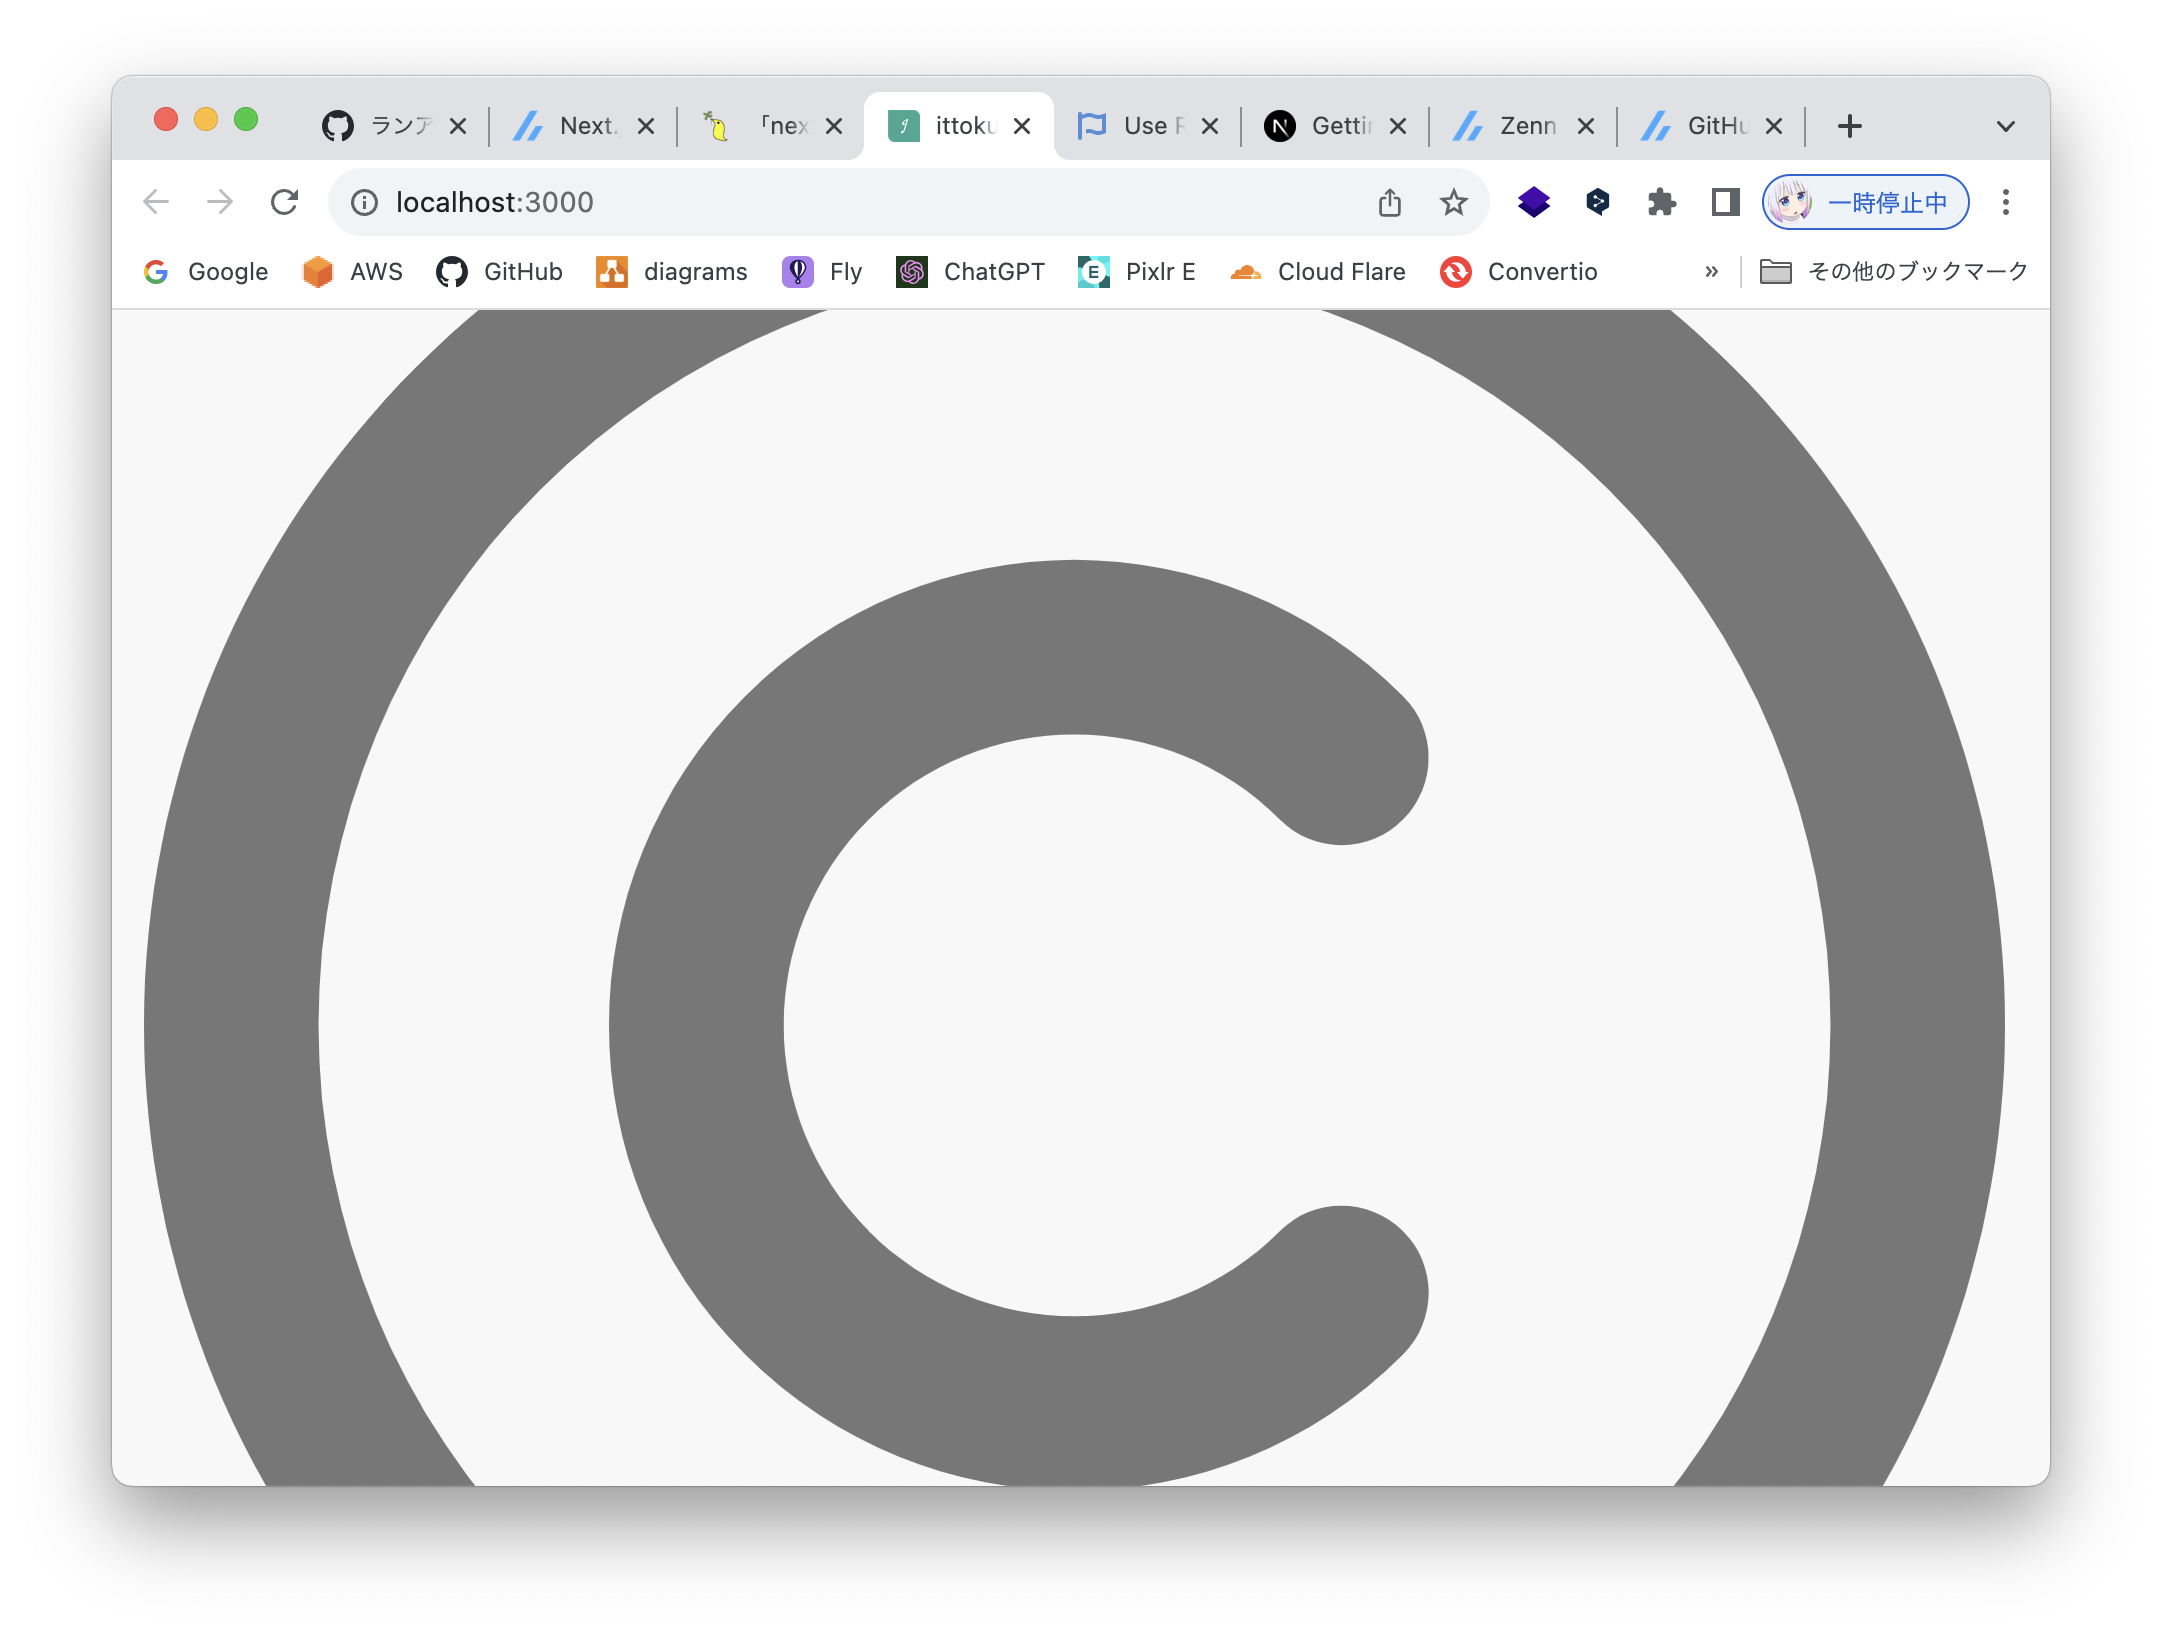 ランア Next. 「nex ittoku Use R Gettin Zenn GitHu
localhost:3000 一時停止中
Google AWS GitHub diagrams Fly ChatGPT Pixlr E Cloud Flare Convertio » その他のブックマーク